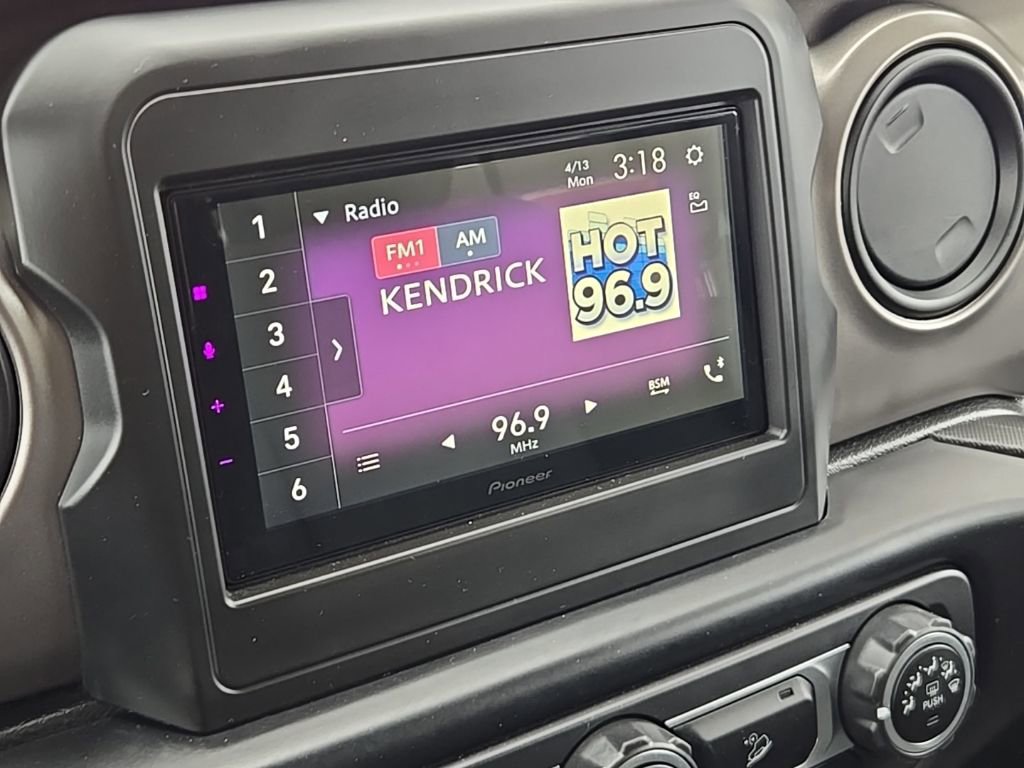 4/13
Mon
3:18
Radio
EQ
FM1
AM
KENDRICK
HOT
96.9
1
2
3
4
5
6
96.9
MHz
BSM
Pioneer
PUSH